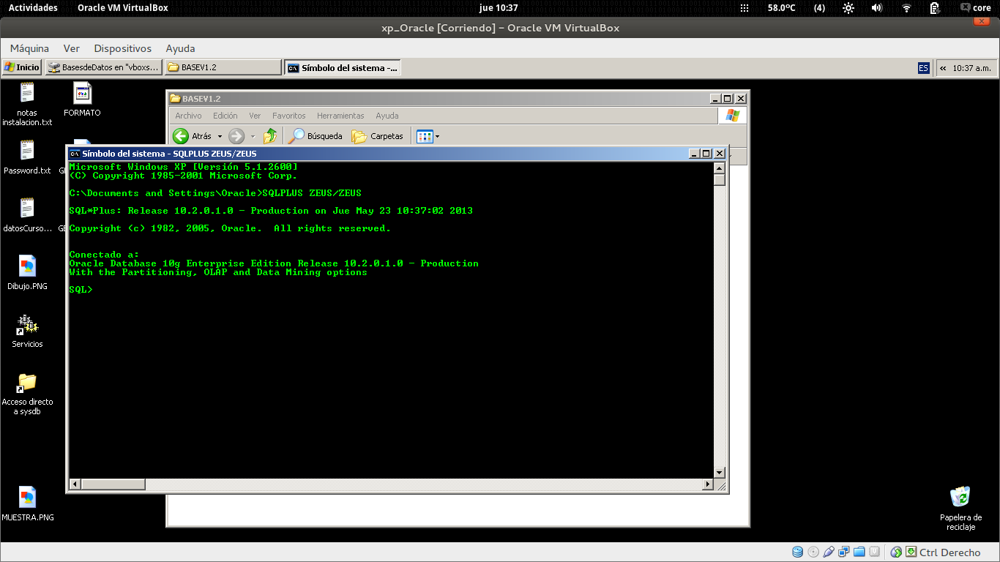 Actividades Oracle VM VirtualBox jue 10:37 58.0ºC (4) core
xp_Oracle [Corriendo] - Oracle VM VirtualBox
Máquina Ver Dispositivos Ayuda
Inicio BasesdeDatos en "vboxs... BASEV1.2 Símbolo del sistema -... ES « 10:37 a.m.
notas
instalacion.txt
FORMATO
Password.txt
datosCurso...
Dibujo.PNG
Servicios
Acceso directo
a sysdb
MUESTRA.PNG
BASEV1.2
Archivo Edición Ver Favoritos Herramientas Ayuda
Atrás Búsqueda Carpetas
Símbolo del sistema - SQLPLUS ZEUS/ZEUS
Microsoft Windows XP [Versión 5.1.2600]
(C) Copyright 1985-2001 Microsoft Corp.
C:\Documents and Settings\Oracle>SQLPLUS ZEUS/ZEUS
SQL*Plus: Release 10.2.0.1.0 - Production on Jue May 23 10:37:02 2013
Copyright (c) 1982, 2005, Oracle.  All rights reserved.
Conectado a:
Oracle Database 10g Enterprise Edition Release 10.2.0.1.0 - Production
With the Partitioning, OLAP and Data Mining options
SQL>
Papelera de
reciclaje
Ctrl Derecho